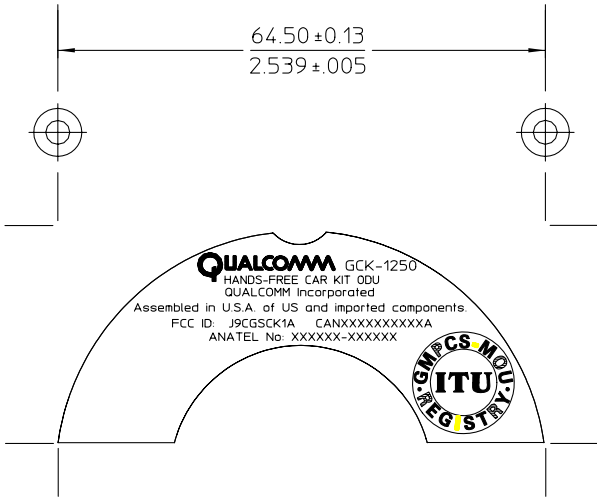 64.50 ±0.13
2.539 ±.005
QUALCOMM GCK-1250
HANDS-FREE CAR KIT ODU
QUALCOMM Incorporated
Assembled in U.S.A. of US and imported components.
FCC ID: J9CGSCK1A CANXXXXXXXXXXA
ANATEL No: XXXXXX-XXXXXX
GMPCS-MOU
ITU
REGISTRY